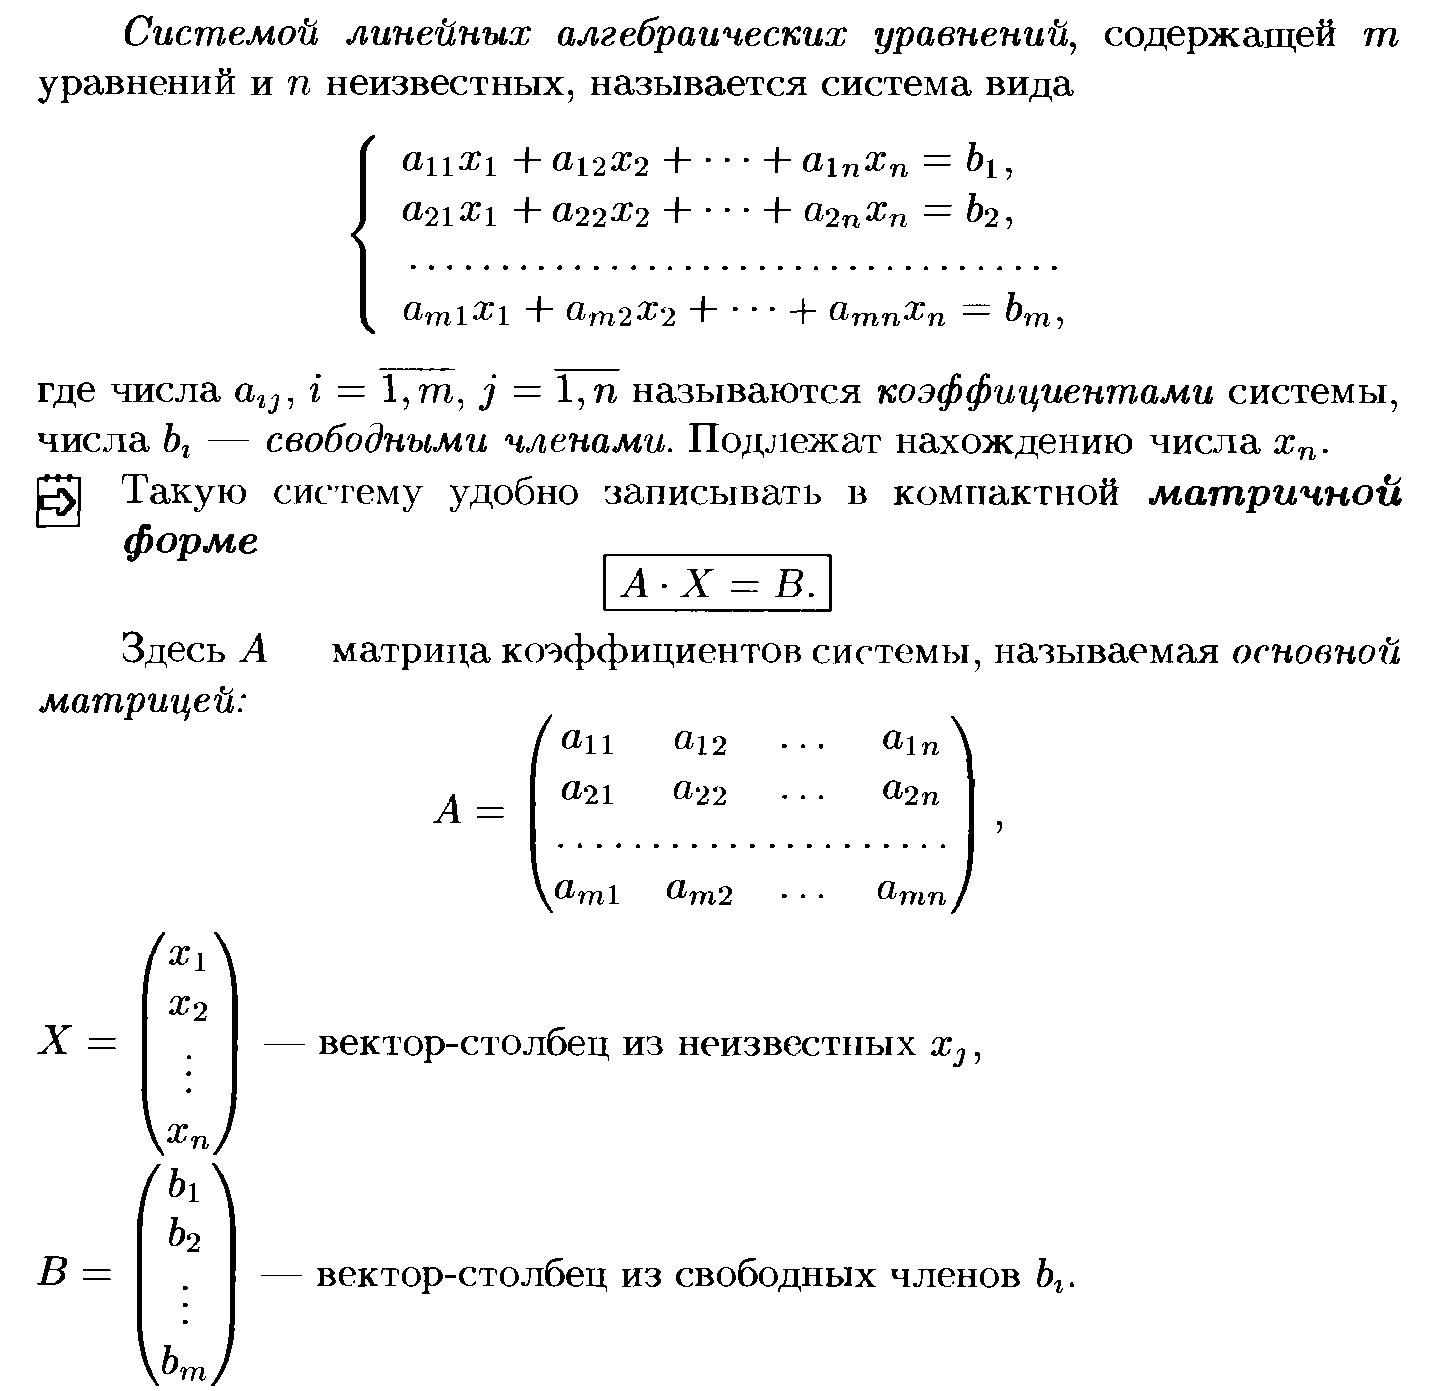 Системой линейных алгебраических уравнений, содержащей m
уравнений и n неизвестных, называется система вида
a₁₁x₁ + a₁₂x₂ + ··· + a₁ₙxₙ = b₁,
a₂₁x₁ + a₂₂x₂ + ··· + a₂ₙxₙ = b₂,
....................................
aₘ₁x₁ + aₘ₂x₂ + ··· + aₘₙxₙ = bₘ,
где числа aᵢⱼ, i = 1,m, j = 1,n называются коэффициентами системы,
числа bᵢ — свободными членами. Подлежат нахождению числа xₙ.
Такую систему удобно записывать в компактной матричной
форме
A · X = B.
Здесь A матрица коэффициентов системы, называемая основной
матрицей:
a₁₁ a₁₂ ... a₁ₙ
a₂₁ a₂₂ ... a₂ₙ
A = ..................... ,
aₘ₁ aₘ₂ ... aₘₙ
x₁
x₂
X = ⋮ — вектор-столбец из неизвестных xⱼ,
xₙ
b₁
b₂
B = ⋮ — вектор-столбец из свободных членов bᵢ.
bₘ